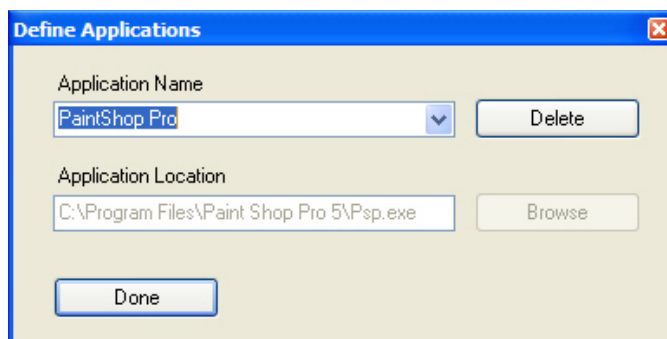 Define Applications
Application Name
PaintShop Pro
Delete
Application Location
C:\Program Files\Paint Shop Pro 5\Psp.exe
Browse
Done